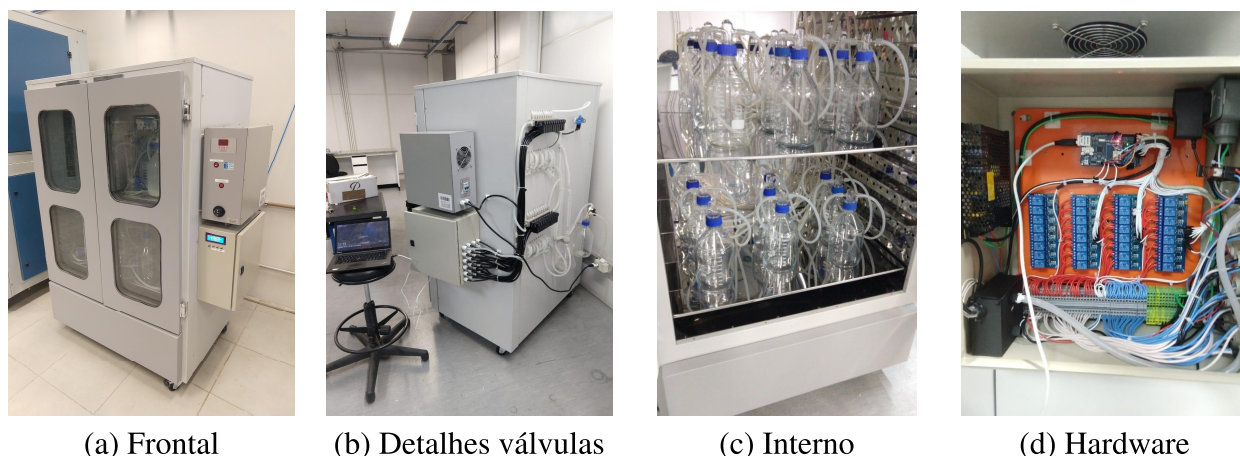 (a) Frontal
(b) Detalhes válvulas
(c) Interno
(d) Hardware